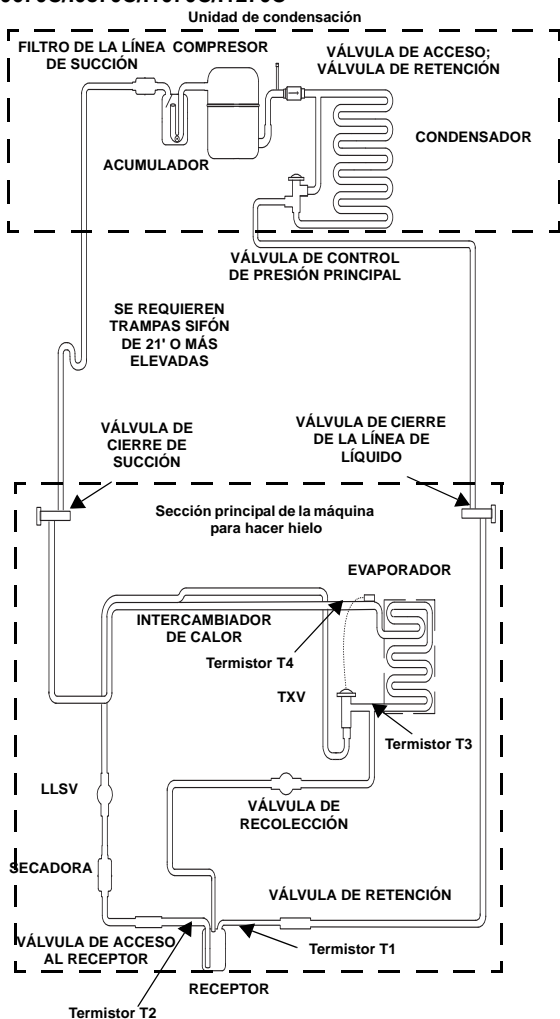 Unidad de condensación
FILTRO DE LA LÍNEA
DE SUCCIÓN
COMPRESOR
VÁLVULA DE ACCESO;
VÁLVULA DE RETENCIÓN
CONDENSADOR
ACUMULADOR
VÁLVULA DE CONTROL
DE PRESIÓN PRINCIPAL
SE REQUIEREN
TRAMPAS SIFÓN
DE 21' O MÁS
ELEVADAS
VÁLVULA DE
CIERRE DE
SUCCIÓN
VÁLVULA DE CIERRE
DE LA LÍNEA DE
LÍQUIDO
Sección principal de la máquina
para hacer hielo
EVAPORADOR
INTERCAMBIADOR
DE CALOR
Termistor T4
TXV
Termistor T3
LLSV
VÁLVULA DE
RECOLECCIÓN
SECADORA
VÁLVULA DE RETENCIÓN
VÁLVULA DE ACCESO
AL RECEPTOR
Termistor T1
RECEPTOR
Termistor T2